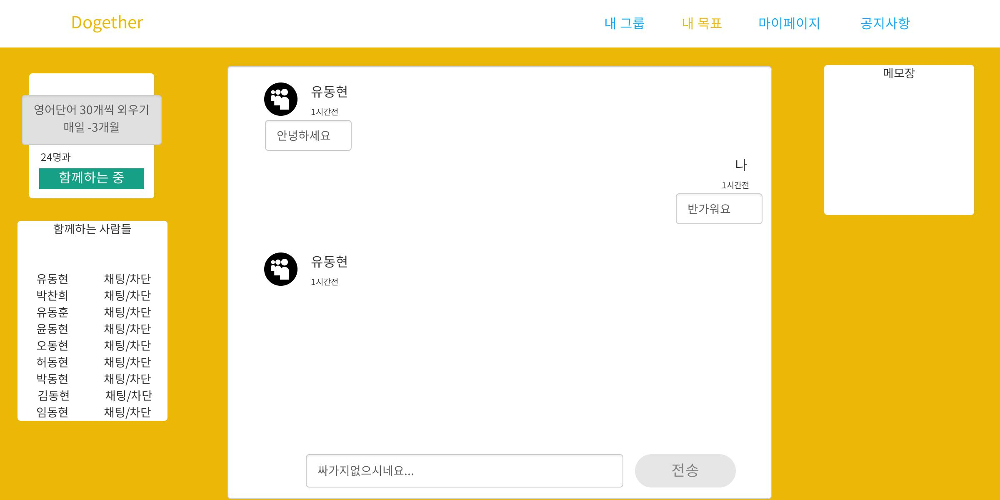 Dogether
내 그룹
내 목표
마이페이지
공지사항
영어단어 30개씩 외우기
매일 -3개월
24명과
함께하는 중
함께하는 사람들
유동현 채팅/차단
박찬희 채팅/차단
유동훈 채팅/차단
윤동현 채팅/차단
오동현 채팅/차단
허동현 채팅/차단
박동현 채팅/차단
김동현 채팅/차단
임동현 채팅/차단
유동현
1시간전
안녕하세요
나
1시간전
반가워요
유동현
1시간전
싸가지없으시네요...
전송
메모장